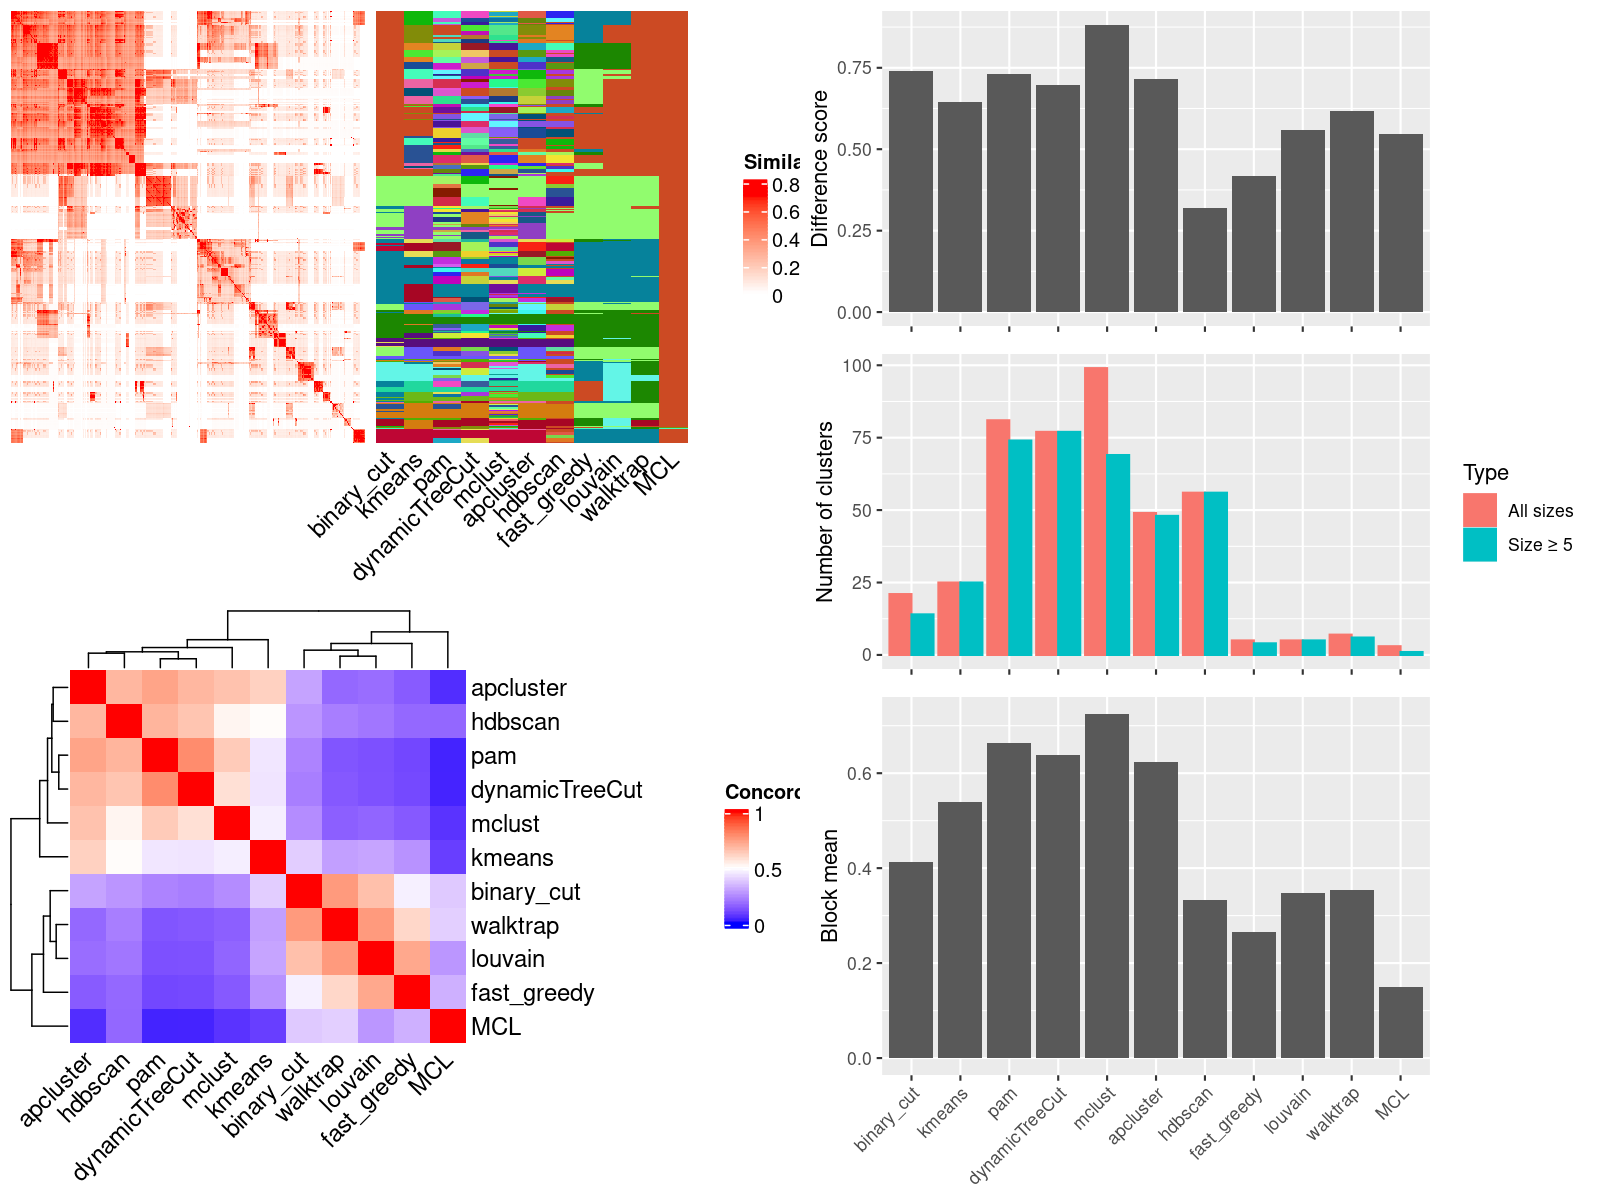 Simila
0.8
0.6
0.4
0.2
0
binary_cut
kmeans
pam
dynamicTreeCut
mclust
apcluster
hdbscan
fast_greedy
louvain
walktrap
MCL
apcluster
hdbscan
pam
dynamicTreeCut
mclust
kmeans
binary_cut
walktrap
louvain
fast_greedy
MCL
apcluster
hdbscan
pam
dynamicTreeCut
mclust
kmeans
binary_cut
walktrap
louvain
fast_greedy
MCL
Concord
1
0.5
0
Difference score
0.75
0.50
0.25
0.00
Number of clusters
100
75
50
25
0
Type
All sizes
Size ≥ 5
Block mean
0.6
0.4
0.2
0.0
binary_cut
kmeans
pam
dynamicTreeCut
mclust
apcluster
hdbscan
fast_greedy
louvain
walktrap
MCL